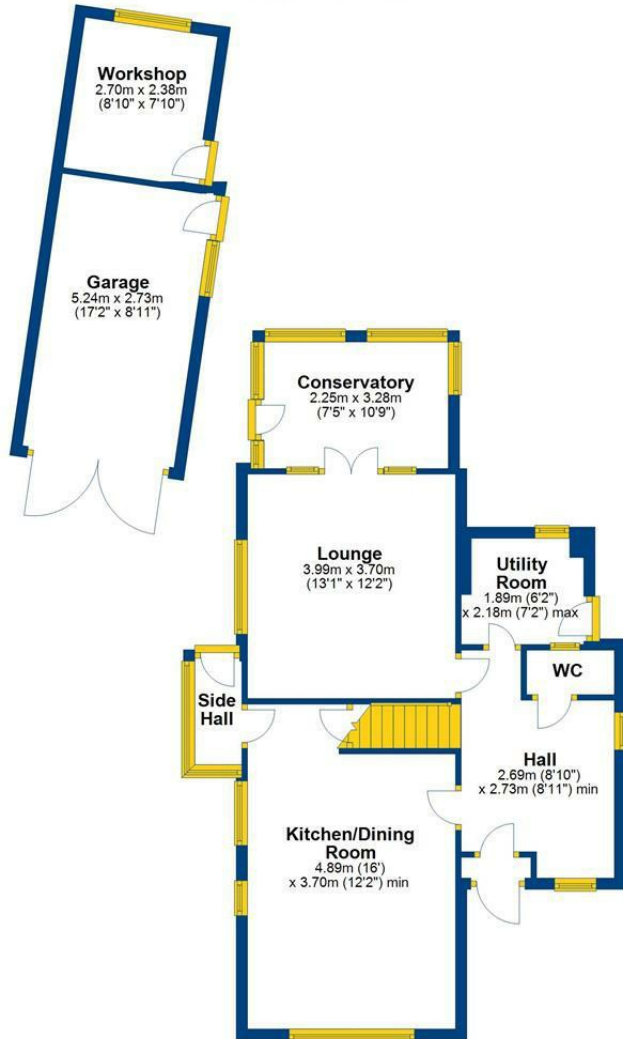 Workshop
2.70m x 2.38m
(8'10" x 7'10")
Garage
5.24m x 2.73m
(17'2" x 8'11")
Conservatory
2.25m x 3.28m
(7'5" x 10'9")
Lounge
3.99m x 3.70m
(13'1" x 12'2")
Utility
Room
1.89m (6'2")
x 2.18m (7'2") max
WC
Side
Hall
Hall
2.69m (8'10")
x 2.73m (8'11") min
Kitchen/Dining
Room
4.89m (16')
x 3.70m (12'2") min